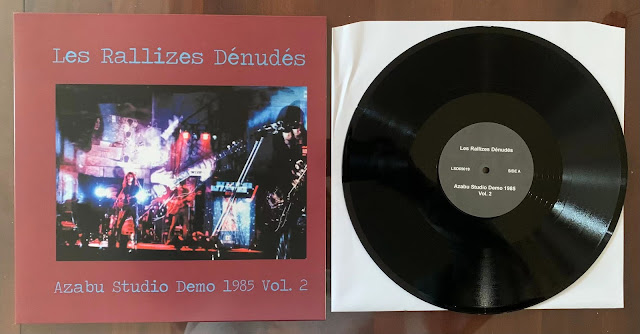 Les Rallizes Dénudés
Azabu Studio Demo 1985 Vol. 2
Les Rallizes Dénudés
LSD00019
SIDE A
Azabu Studio Demo 1985
Vol. 2